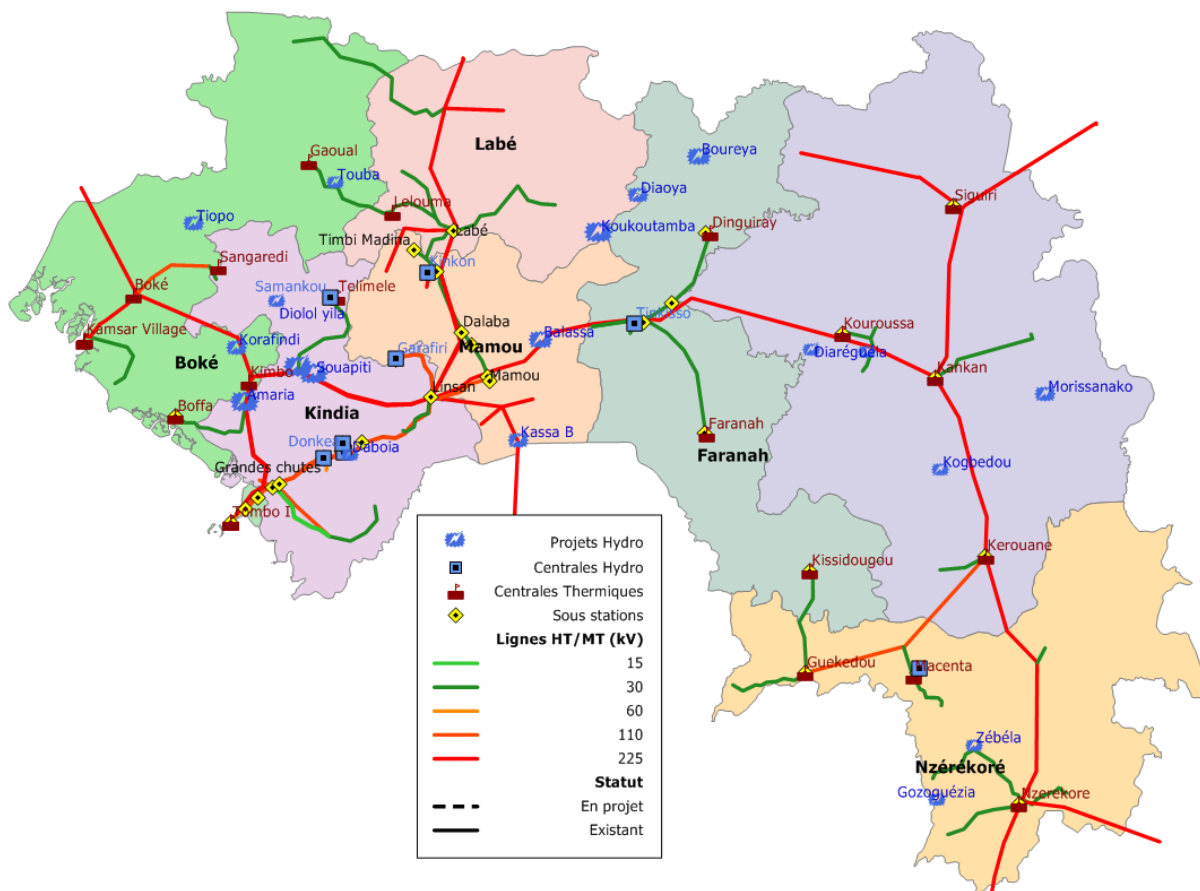 Labé
Gaoual
Touba
Boureya
Diaoya
Lelouma
Siguiri
Tiopo
Koukoutamba
Dinguiray
Labé
Timbi Madina
Sangaredi
Kinkon
Boké
Samankou
Telimele
Diolol yila
Tinkisso
Kamsar Village
Korafindi
Dalaba
Balassa
Kouroussa
Mamou
Garafiri
Diaréguéla
Boké
Souapiti
Kimbo
Mamou
Kankan
Linsan
Amaria
Morissanako
Boffa
Kindia
Donkea
Daboia
Kassa B
Faranah
Faranah
Grandes chutes
Kogbedou
Tombo I
Projets Hydro
Centrales Hydro
Centrales Thermiques
Sous stations
Lignes HT/MT (kV)
15
30
60
110
225
Statut
En projet
Existant
Kerouane
Kissidougou
Guekedou
Macenta
Zébéla
Nzérékoré
Gozoguézia
Nzerekore